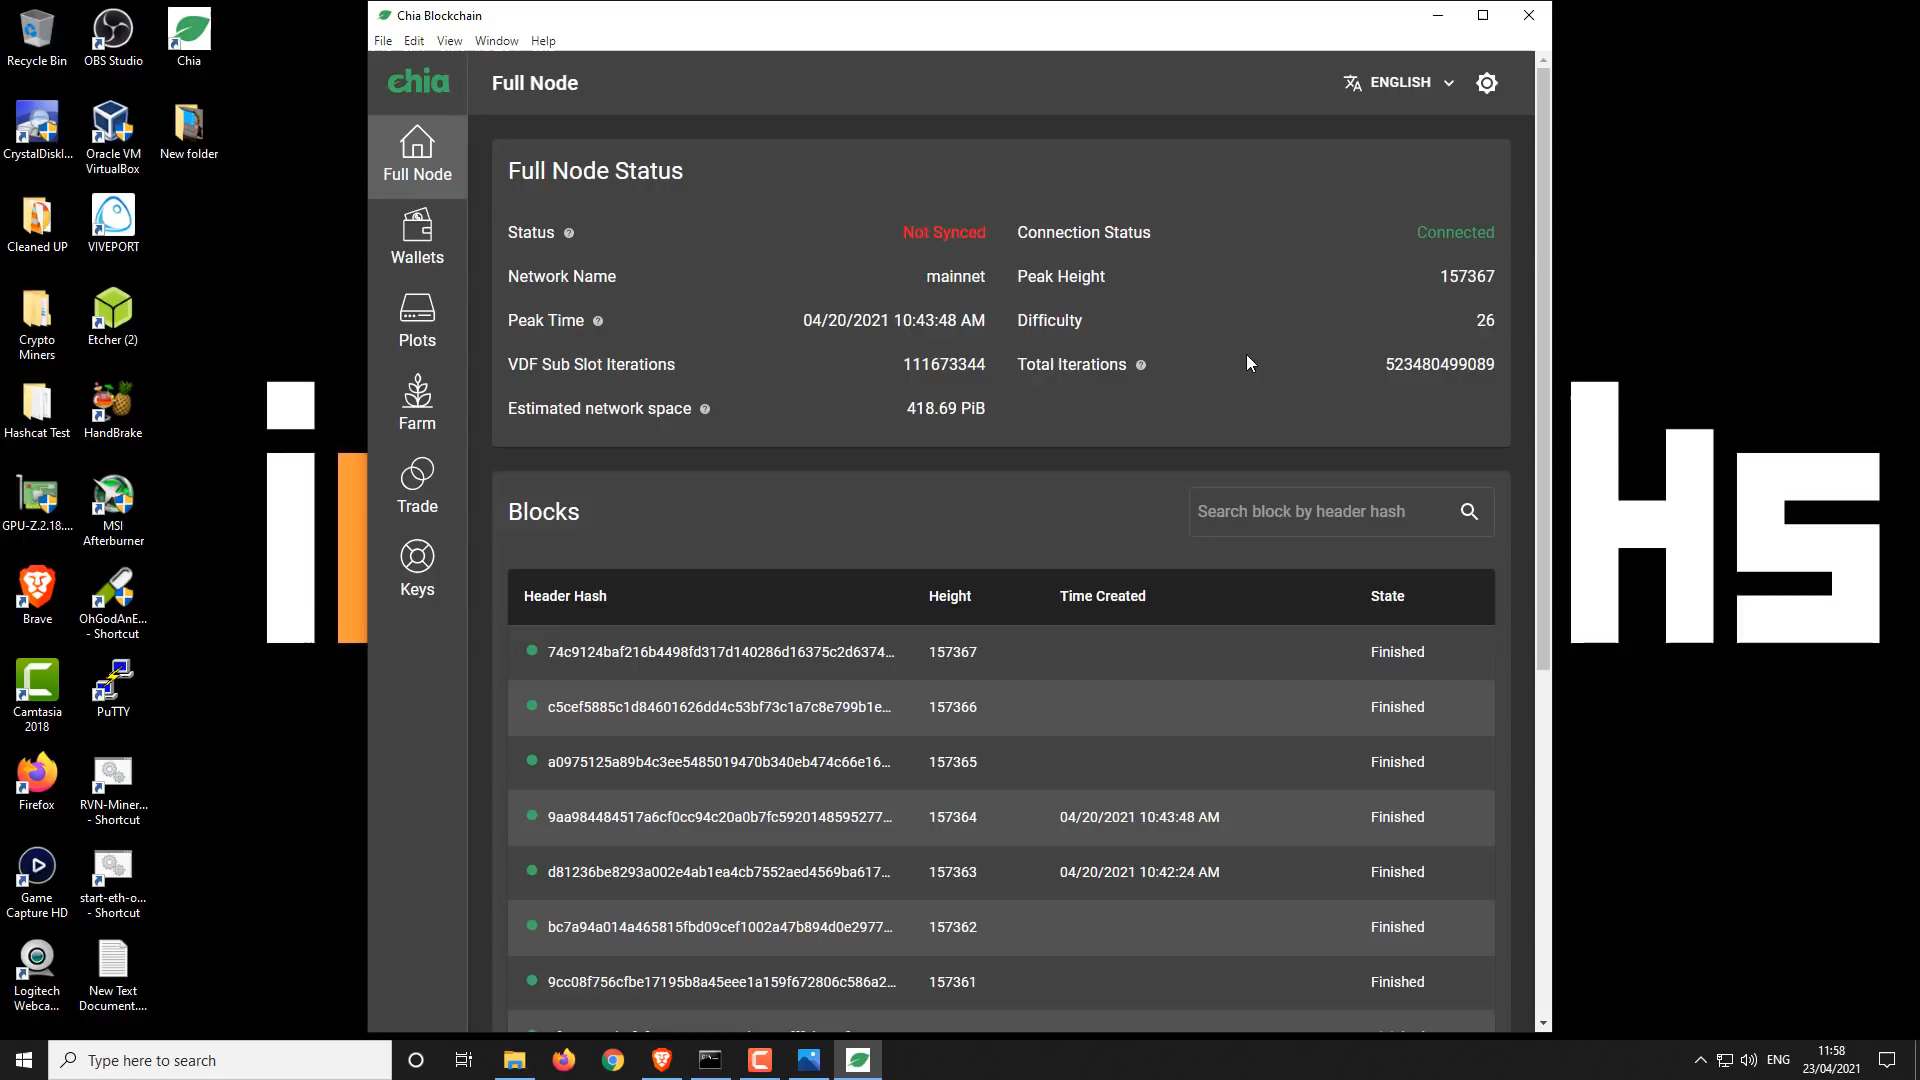 Recycle Bin
OBS Studio
Chia
CrystalDiskI...
Oracle VM
VirtualBox
New folder
Cleaned UP
VIVEPORT
Crypto
Miners
Etcher (2)
Hashcat Test
HandBrake
GPU-Z.2.18....
MSI
Afterburner
Brave
OhGodAnE...
- Shortcut
Camtasia
2018
PuTTY
Firefox
RVN-Miner...
- Shortcut
Game
Capture HD
start-eth-o...
- Shortcut
Logitech
Webca...
New Text
Document....
Chia Blockchain
File Edit View Window Help
chia
Full Node
ENGLISH
Full Node
Wallets
Plots
Farm
Trade
Keys
Full Node Status
Status Not Synced Connection Status Connected
Network Name mainnet Peak Height 157367
Peak Time 04/20/2021 10:43:48 AM Difficulty 26
VDF Sub Slot Iterations 111673344 Total Iterations 523480499089
Estimated network space 418.69 PiB
Blocks
Search block by header hash
Header Hash Height Time Created State
74c9124baf216b4498fd317d140286d16375c2d6374... 157367 Finished
c5cef5885c1d84601626dd4c53bf73c1a7c8e799b1e... 157366 Finished
a0975125a89b4c3ee5485019470b340eb474c66e16... 157365 Finished
9aa984484517a6cf0cc94c20a0b7fc5920148595277... 157364 04/20/2021 10:43:48 AM Finished
d81236be8293a002e4ab1ea4cb7552aed4569ba617... 157363 04/20/2021 10:42:24 AM Finished
bc7a94a014a465815fbd09cef1002a47b894d0e2977... 157362 Finished
9cc08f756cfbe17195b8a45eee1a159f672806c586a2... 157361 Finished
hs
Type here to search
ENG
11:58
23/04/2021